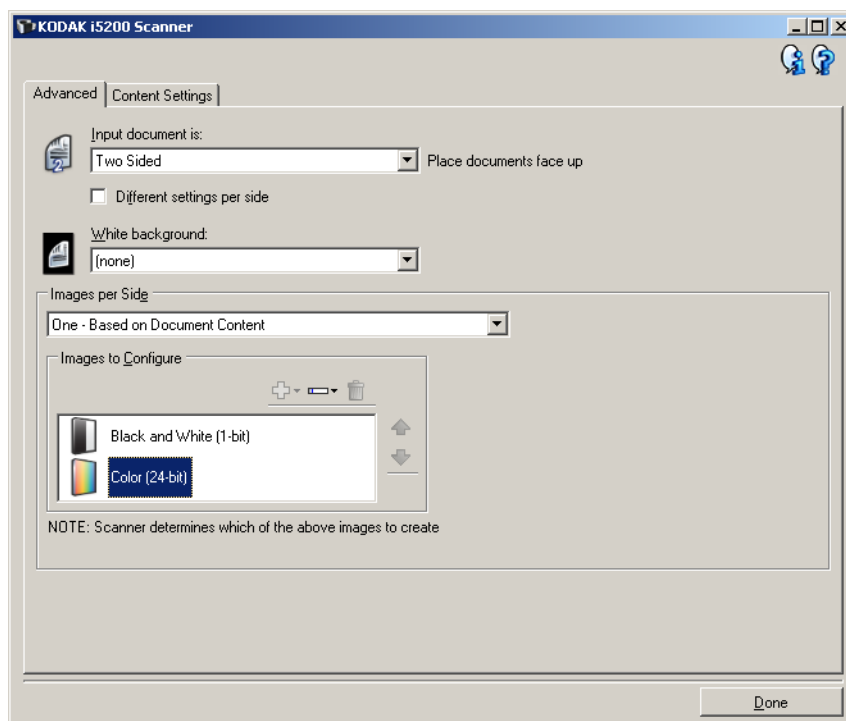 KODAK i5200 Scanner
Advanced
Content Settings
Input document is:
Two Sided
Place documents face up
Different settings per side
White background:
(none)
Images per Side
One - Based on Document Content
Images to Configure
Black and White (1-bit)
Color (24-bit)
NOTE: Scanner determines which of the above images to create
Done